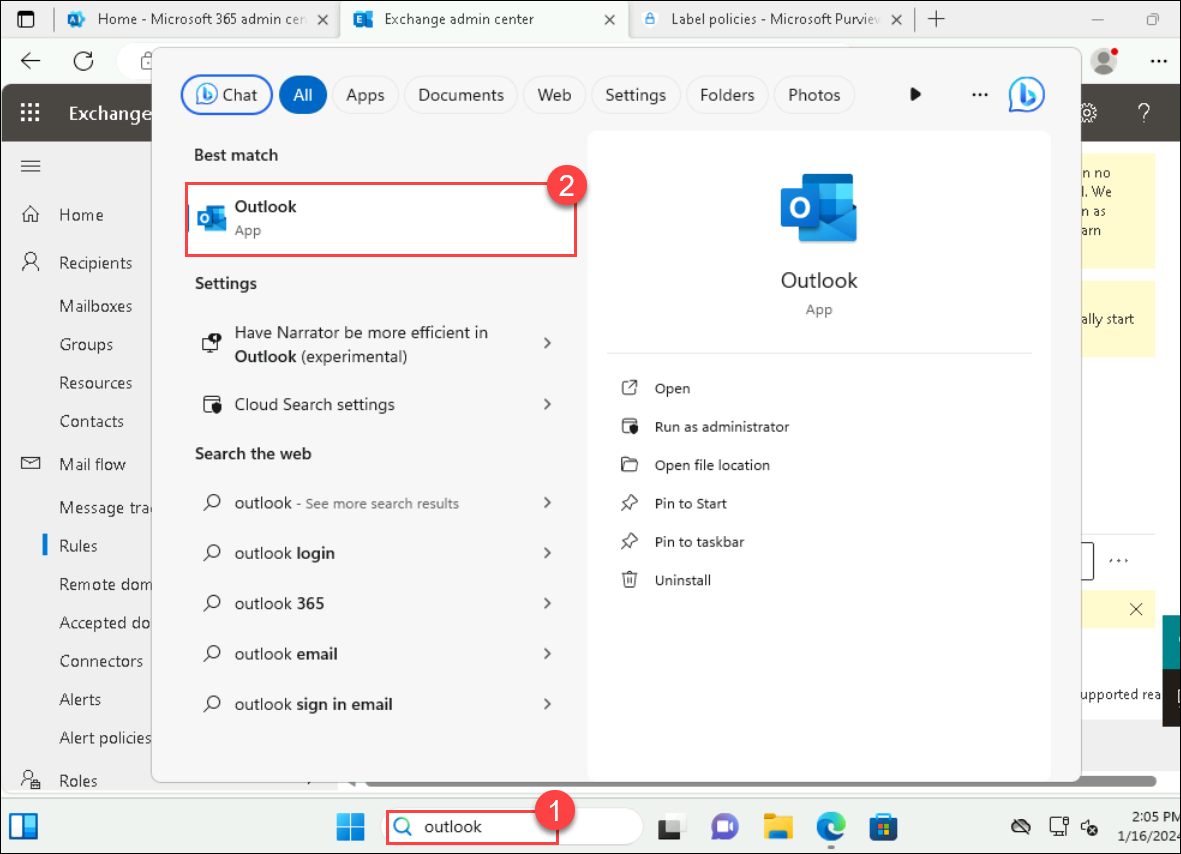 Home - Microsoft 365 admin cen
Exchange admin center
Label policies - Microsoft Purview
Chat
All
Apps
Documents
Web
Settings
Folders
Photos
Exchange
Home
Recipients
Mailboxes
Groups
Resources
Contacts
Mail flow
Message tra
Rules
Remote dom
Accepted do
Connectors
Alerts
Alert policies
Roles
Best match
2
Outlook
App
Settings
Have Narrator be more efficient in
Outlook (experimental)
Cloud Search settings
Search the web
outlook - See more search results
outlook login
outlook 365
outlook email
outlook sign in email
Outlook
App
Open
Run as administrator
Open file location
Pin to Start
Pin to taskbar
Uninstall
n no
l. We
n as
arn
ally start
upported rea
1
outlook
2:05 PM
1/16/2024